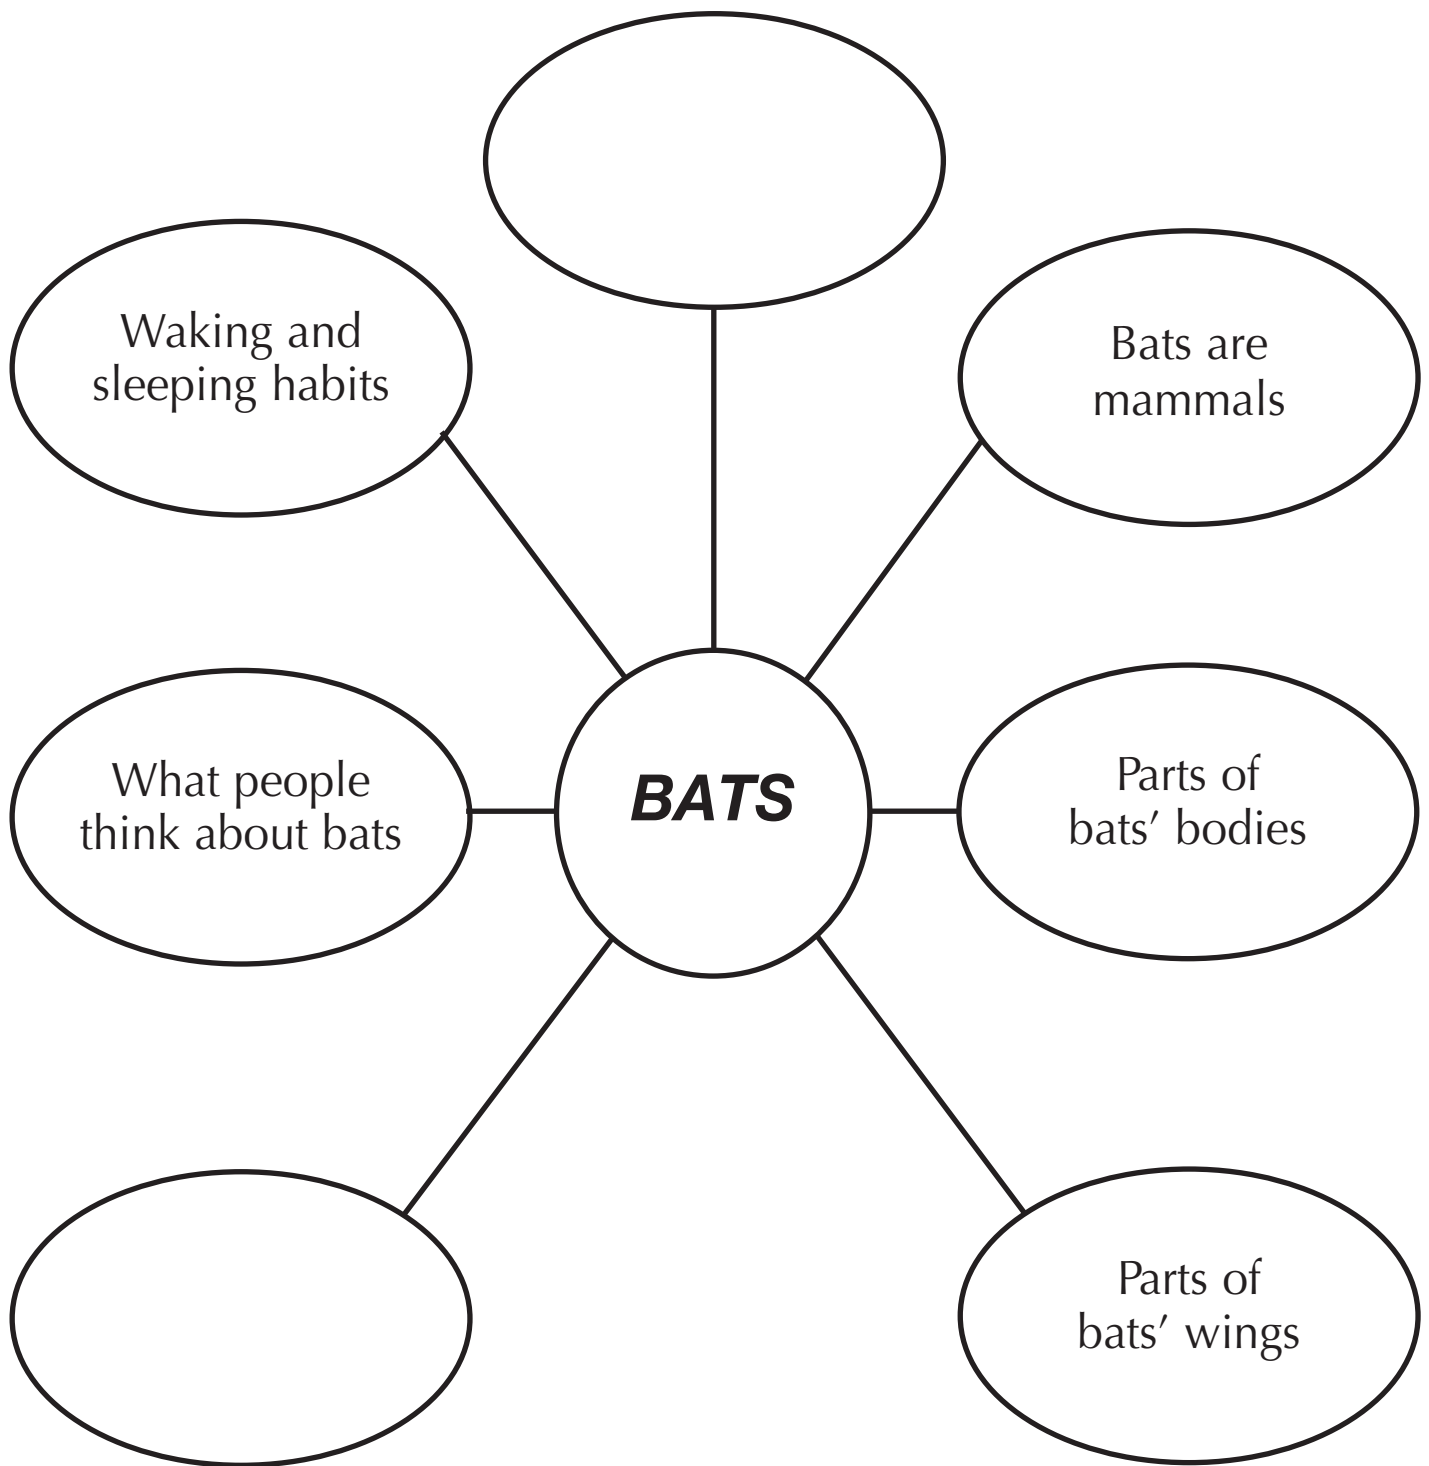 Waking and
sleeping habits
Bats are
mammals
What people
think about bats
BATS
Parts of
bats’ bodies
Parts of
bats’ wings